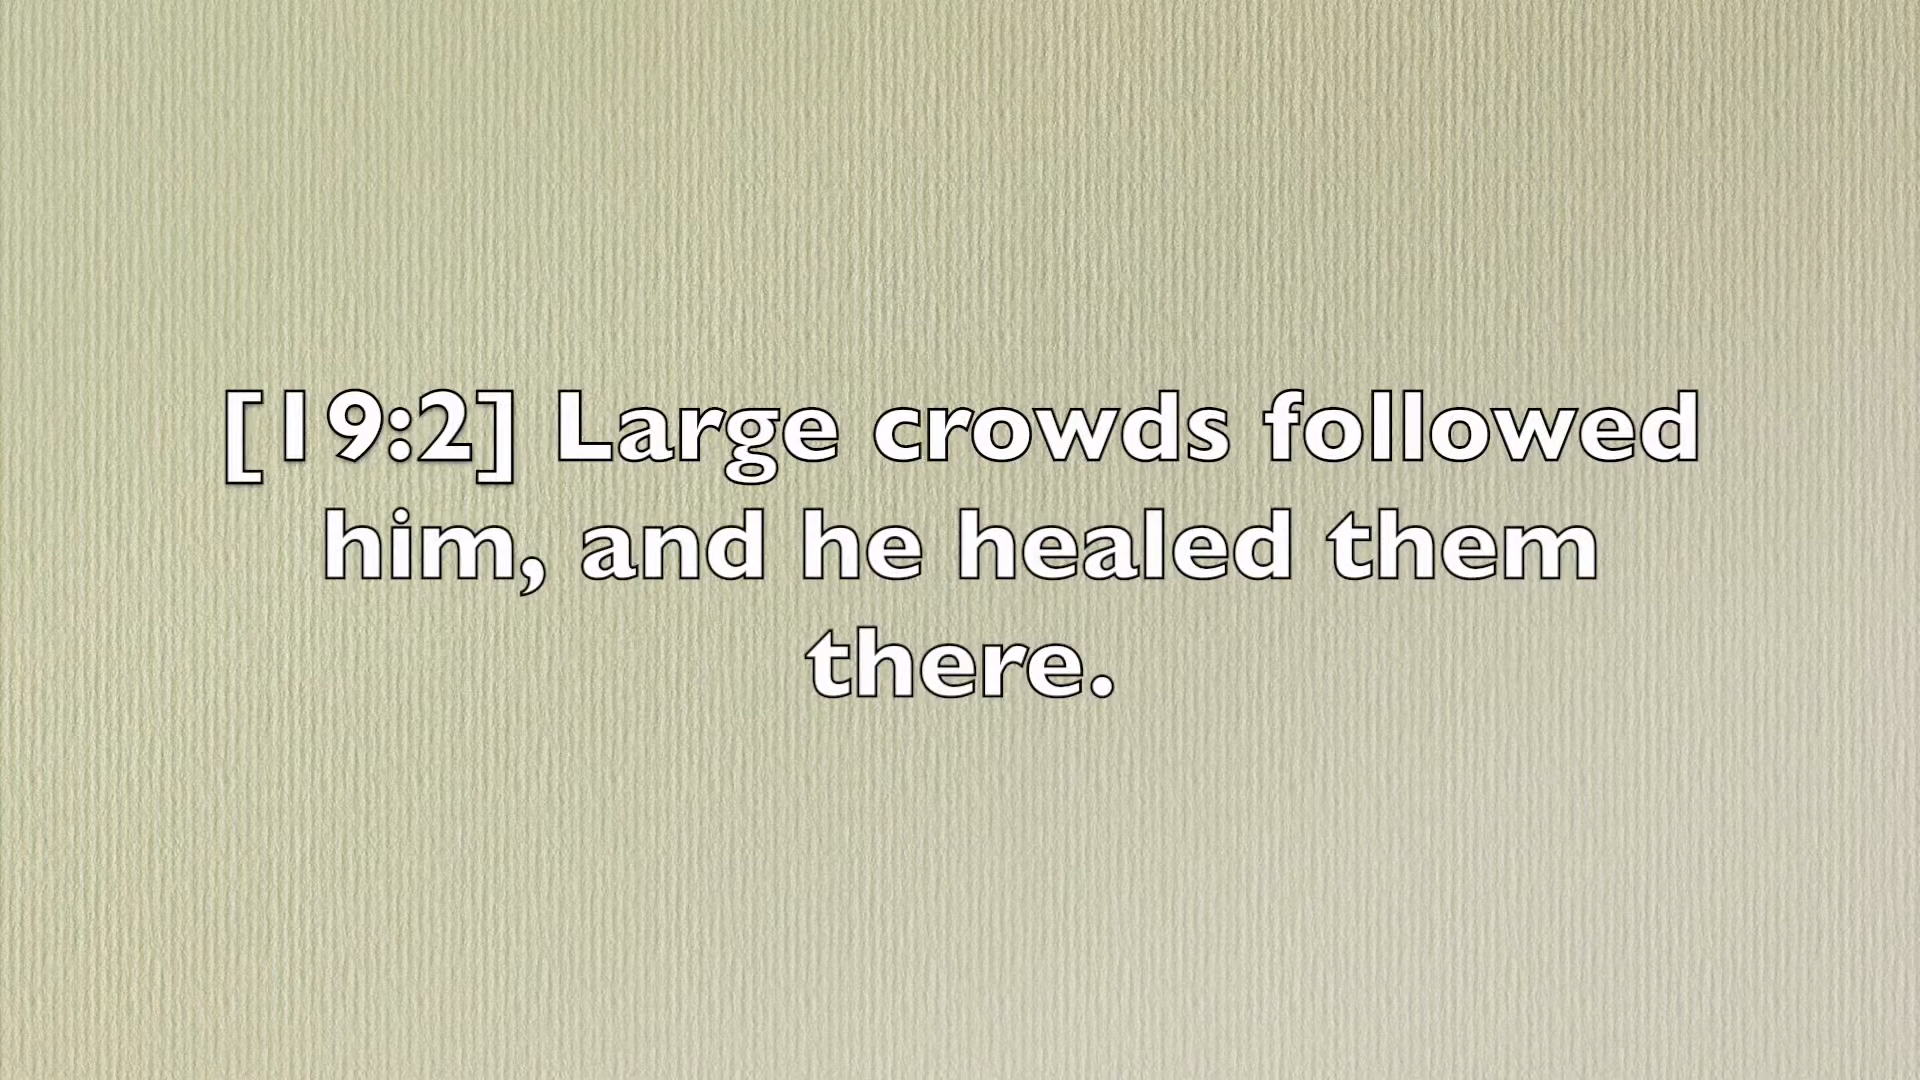 [19:2] Large crowds followed
him, and he healed them
there.